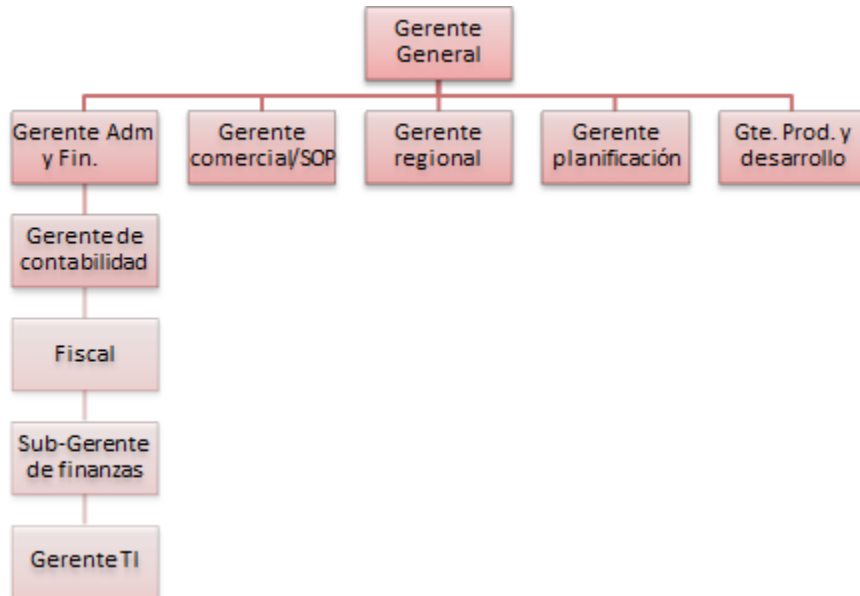 Gerente
General
Gerente Adm
y Fin.
Gerente
comercial/SOP
Gerente
regional
Gerente
planificación
Gte. Prod. y
desarrollo
Gerente de
contabilidad
Fiscal
Sub-Gerente
de finanzas
Gerente TI